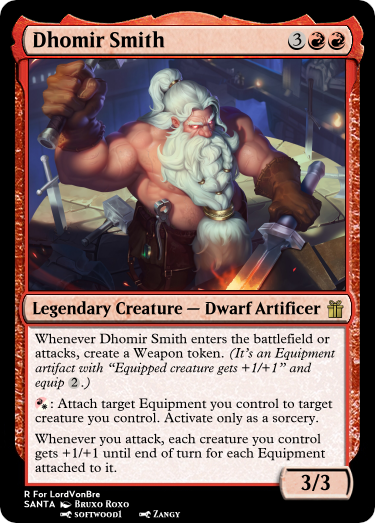 Dhomir Smith 3
Legendary Creature — Dwarf Artificer
Whenever Dhomir Smith enters the battlefield or
attacks, create a Weapon token. (It's an Equipment
artifact with “Equipped creature gets +1/+1” and
equip 2.)
: Attach target Equipment you control to target
creature you control. Activate only as a sorcery.
Whenever you attack, each creature you control
gets +1/+1 until end of turn for each Equipment
attached to it.
3/3
R For LordVonBre
SANTA Bruxo Roxo
softwood1 Zangy